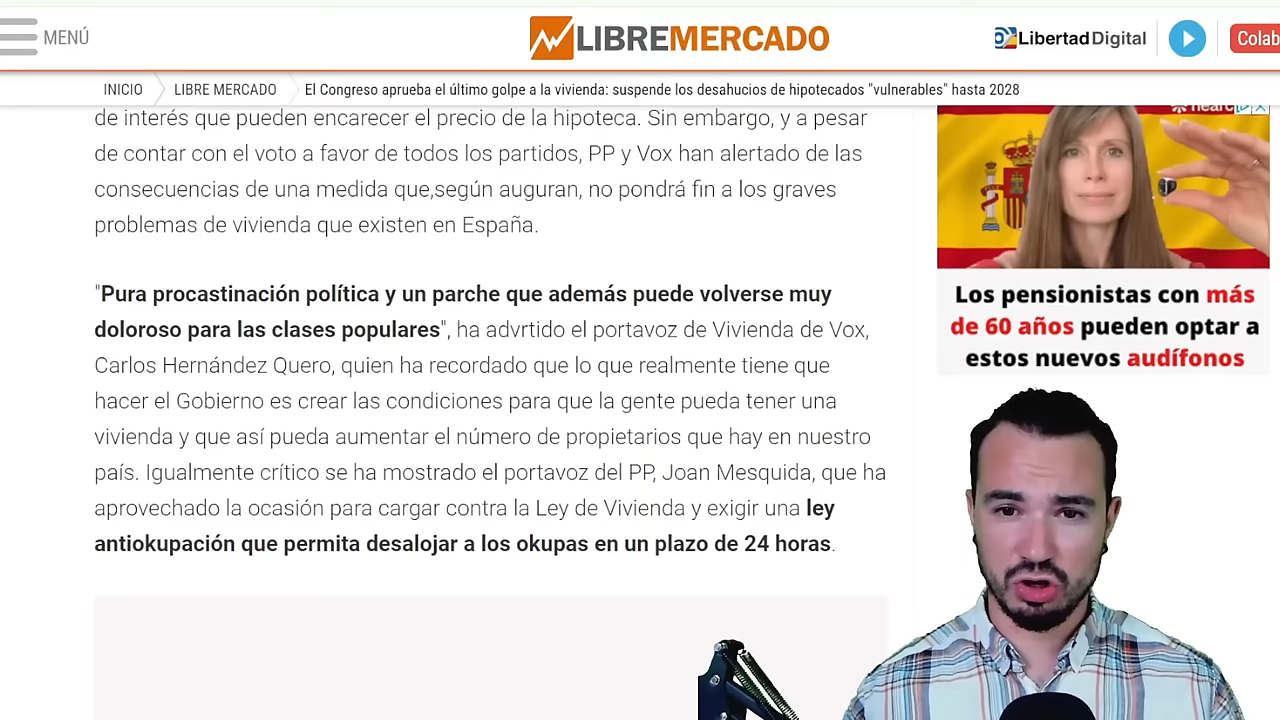 MENÚ
LIBREMERCADO
LibertadDigital
Colab
INICIO
LIBRE MERCADO
El Congreso aprueba el último golpe a la vivienda: suspende los desahucios de hipotecados "vulnerables" hasta 2028
de interés que pueden encarecer el precio de la hipoteca. Sin embargo, y a pesar
de contar con el voto a favor de todos los partidos, PP y Vox han alertado de las
consecuencias de una medida que,según auguran, no pondrá fin a los graves
problemas de vivienda que existen en España.
"Pura procastinación política y un parche que además puede volverse muy
doloroso para las clases populares", ha advrtido el portavoz de Vivienda de Vox,
Carlos Hernández Quero, quien ha recordado que lo que realmente tiene que
hacer el Gobierno es crear las condiciones para que la gente pueda tener una
vivienda y que así pueda aumentar el número de propietarios que hay en nuestro
país. Igualmente crítico se ha mostrado el portavoz del PP, Joan Mesquida, que ha
aprovechado la ocasión para cargar contra la Ley de Vivienda y exigir una ley
antiokupación que permita desalojar a los okupas en un plazo de 24 horas.
Los pensionistas con más
de 60 años pueden optar a
estos nuevos audífonos